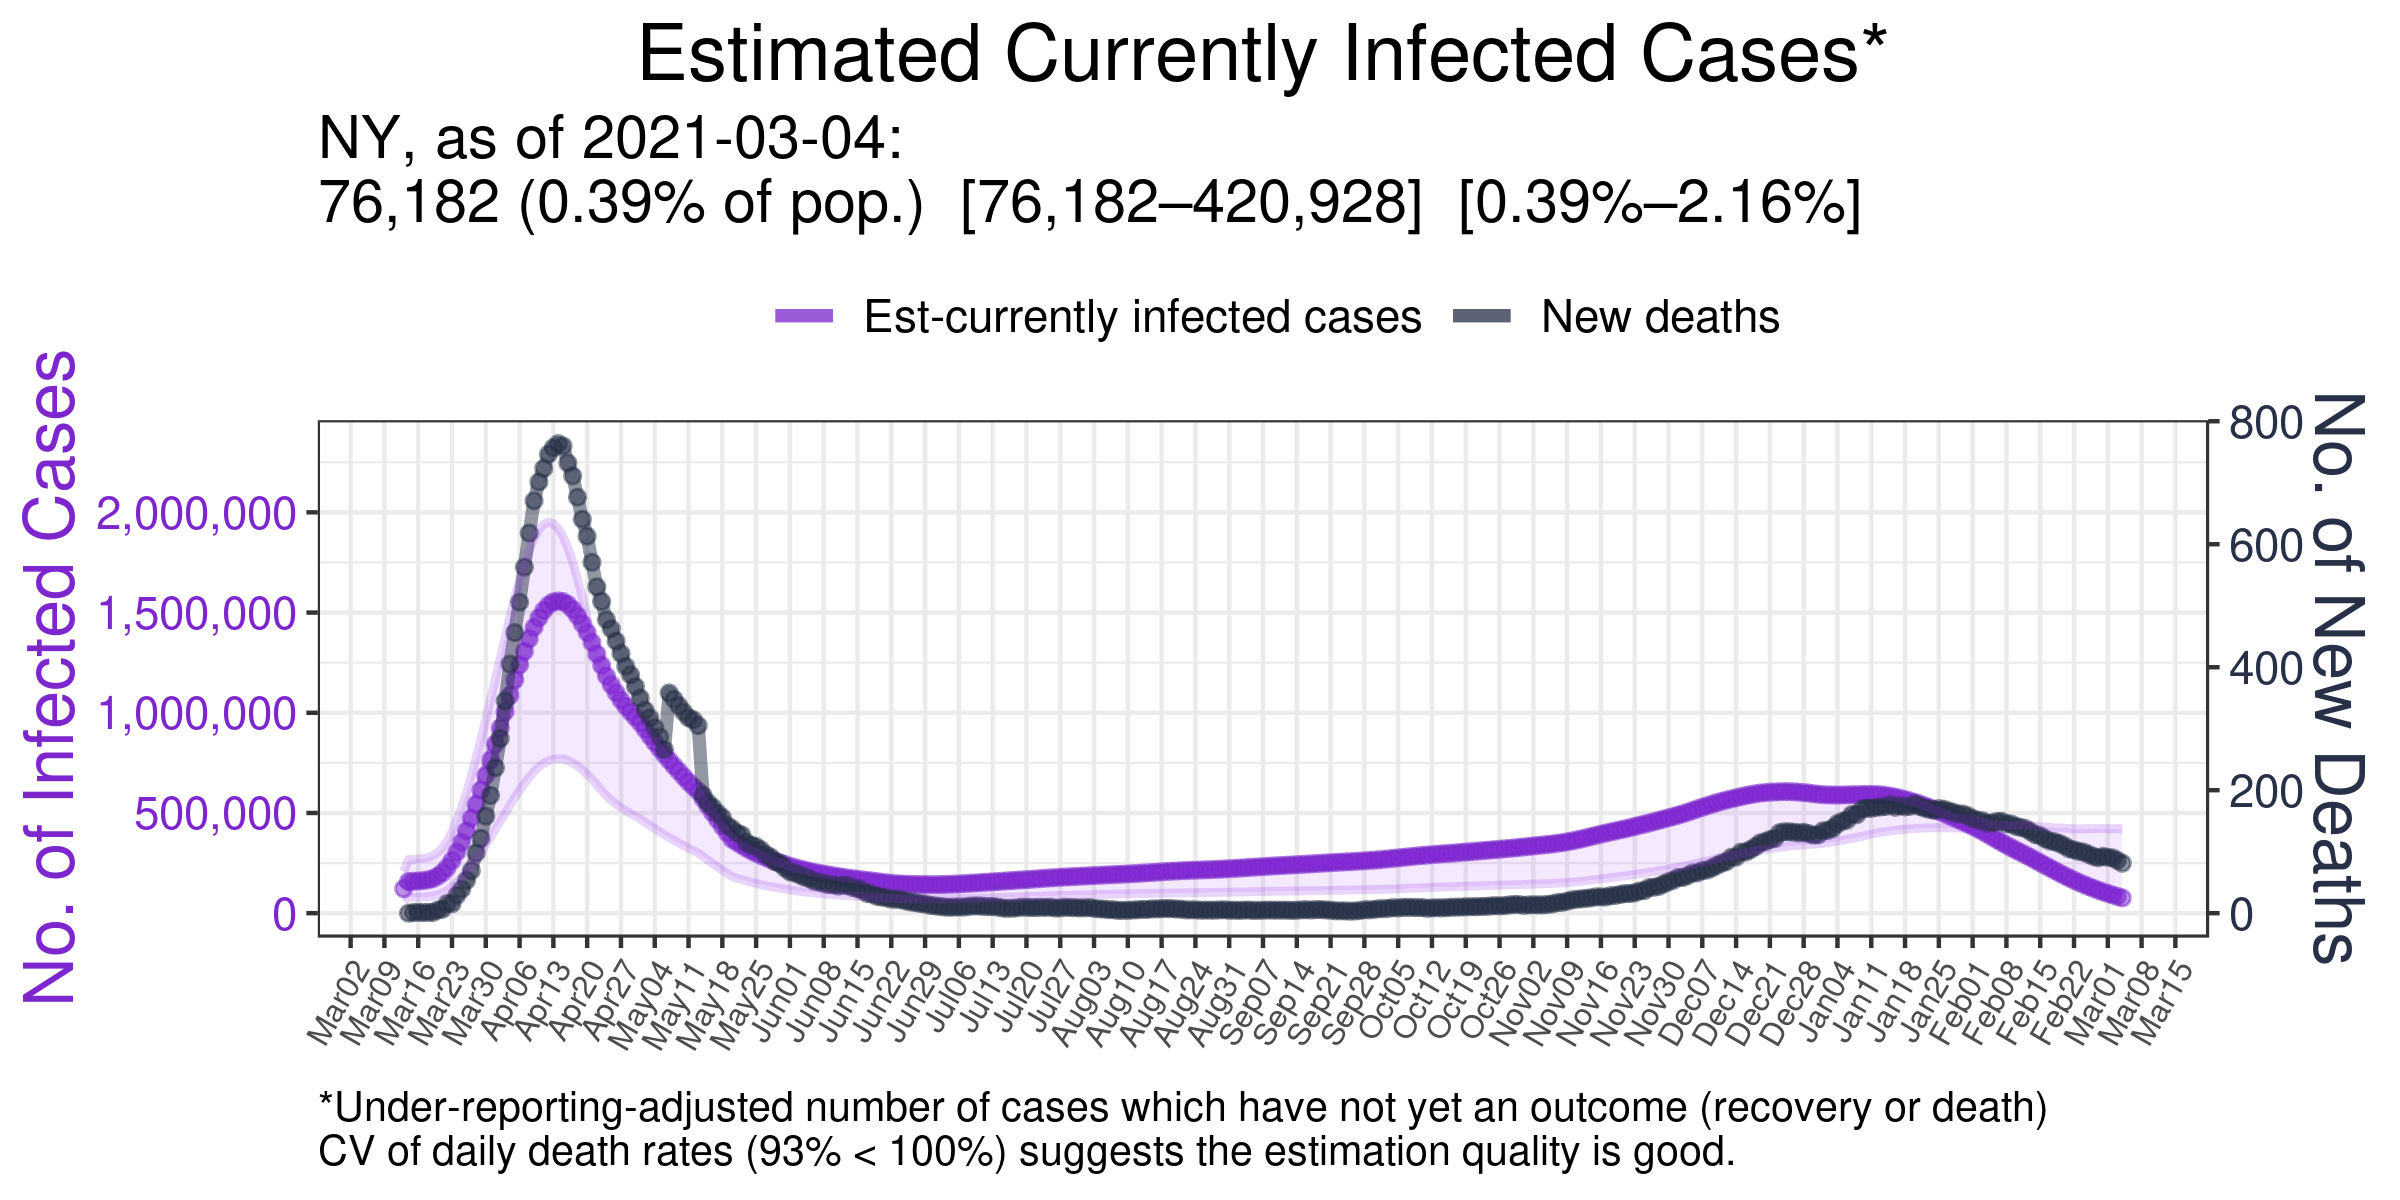 Estimated Currently Infected Cases*
NY, as of 2021-03-04:
76,182 (0.39% of pop.) [76,182–420,928] [0.39%–2.16%]
Est-currently infected cases
New deaths
No. of Infected Cases
2,000,000
1,500,000
1,000,000
500,000
0
800
600
400
200
0
No. of New Deaths
Mar02
Mar09
Mar16
Mar23
Mar30
Apr06
Apr13
Apr20
Apr27
May04
May11
May18
May25
Jun01
Jun08
Jun15
Jun22
Jun29
Jul06
Jul13
Jul20
Jul27
Aug03
Aug10
Aug17
Aug24
Aug31
Sep07
Sep14
Sep21
Sep28
Oct05
Oct12
Oct19
Oct26
Nov02
Nov09
Nov16
Nov23
Nov30
Dec07
Dec14
Dec21
Dec28
Jan04
Jan11
Jan18
Jan25
Feb01
Feb08
Feb15
Feb22
Mar01
Mar08
Mar15
*Under-reporting-adjusted number of cases which have not yet an outcome (recovery or death)
CV of daily death rates (93% < 100%) suggests the estimation quality is good.